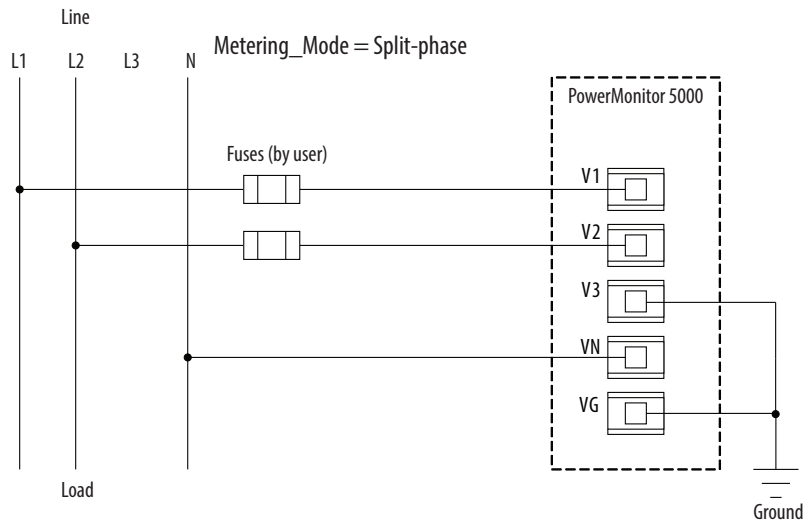 Line
L1 L2 L3 N
Metering_Mode = Split-phase
PowerMonitor 5000
Fuses (by user)
V1
V2
V3
VN
VG
Load
Ground